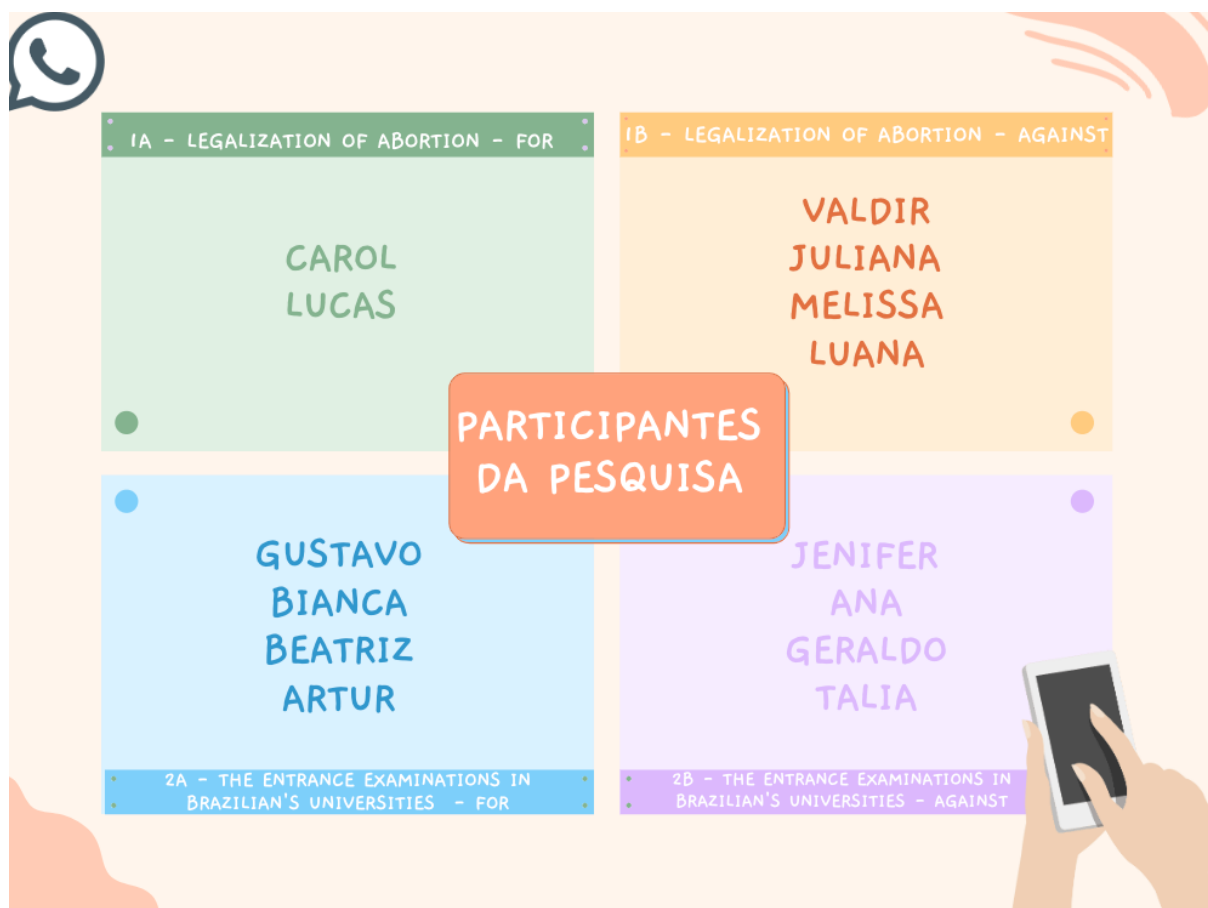 1A - LEGALIZATION OF ABORTION - FOR
CAROL
LUCAS
1B - LEGALIZATION OF ABORTION - AGAINST
VALDIR
JULIANA
MELISSA
LUANA
PARTICIPANTES
DA PESQUISA
GUSTAVO
BIANCA
BEATRIZ
ARTUR
2A - THE ENTRANCE EXAMINATIONS IN
BRAZILIAN'S UNIVERSITIES - FOR
JENIFER
ANA
GERALDO
TALIA
2B - THE ENTRANCE EXAMINATIONS IN
BRAZILIAN'S UNIVERSITIES - AGAINST